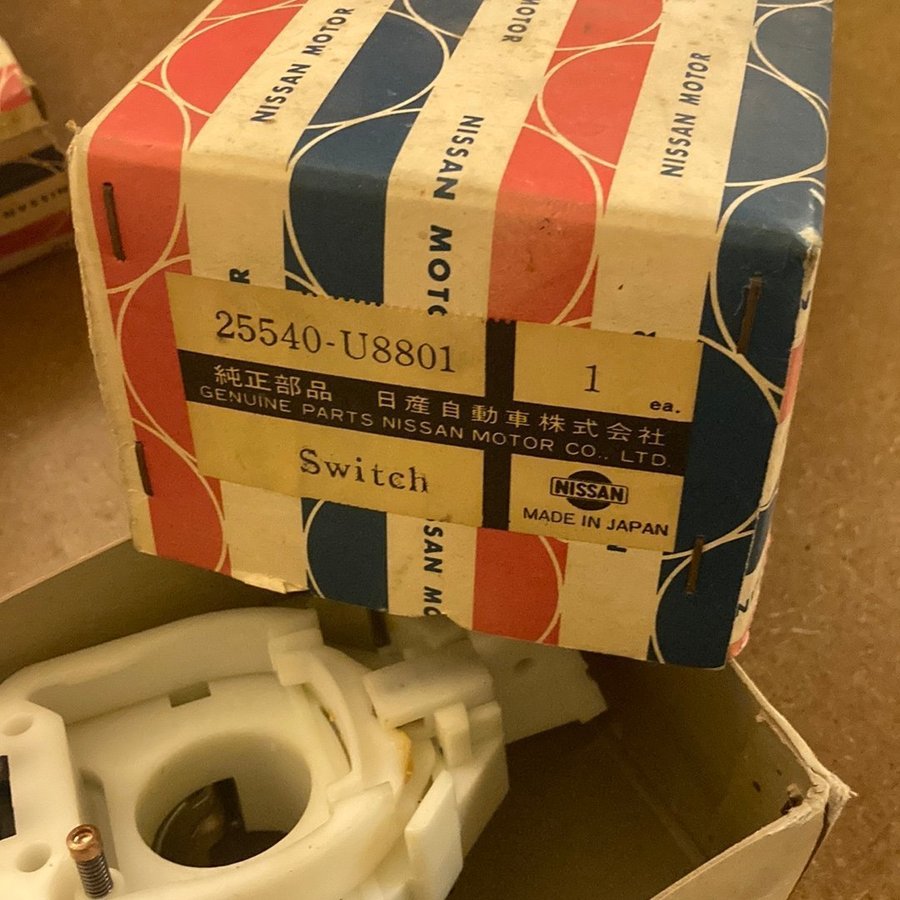 NISSAN MOTOR
NISSAN MOTOR
MOTOR
NISSAN MOTOR
25540-U8801
1
ea.
純正部品 日産自動車株式会社
GENUINE PARTS NISSAN MOTOR CO., LTD.
Switch
NISSAN
MADE IN JAPAN
NISSAN